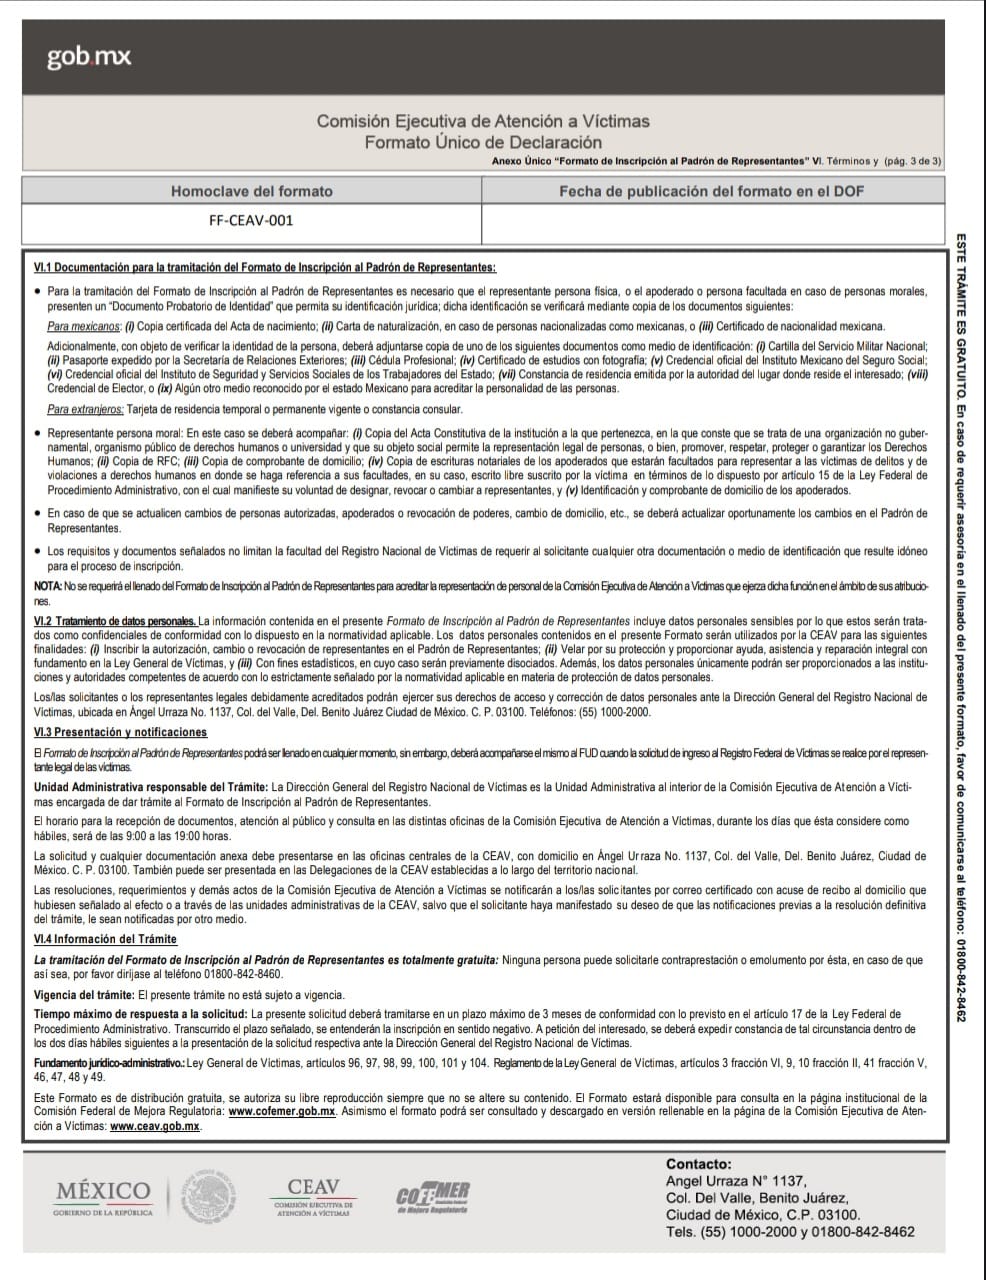 gob.mx
Comisión Ejecutiva de Atención a Víctimas
Formato Único de Declaración
Anexo Único “Formato de Inscripción al Padrón de Representantes” VI. Términos y (pág. 3 de 3)
Homoclave del formato
Fecha de publicación del formato en el DOF
FF-CEAV-001
VI.1 Documentación para la tramitación del Formato de Inscripción al Padrón de Representantes:
• Para la tramitación del Formato de Inscripción al Padrón de Representantes es necesario que el representante persona física, o el apoderado o persona facultada en caso de personas morales,
presenten un “Documento Probatorio de Identidad” que permita su identificación jurídica; dicha identificación se verificará mediante copia de los documentos siguientes:
Para mexicanos: (i) Copia certificada del Acta de nacimiento; (ii) Carta de naturalización, en caso de personas nacionalizadas como mexicanas, o (iii) Certificado de nacionalidad mexicana.
Adicionalmente, con objeto de verificar la identidad de la persona, deberá adjuntarse copia de uno de los siguientes documentos como medio de identificación: (i) Cartilla del Servicio Militar Nacional;
(ii) Pasaporte expedido por la Secretaría de Relaciones Exteriores; (iii) Cédula Profesional; (iv) Certificado de estudios con fotografía; (v) Credencial oficial del Instituto Mexicano del Seguro Social;
(vi) Credencial oficial del Instituto de Seguridad y Servicios Sociales de los Trabajadores del Estado; (vii) Constancia de residencia emitida por la autoridad del lugar donde reside el interesado; (viii)
Credencial de Elector, o (ix) Algún otro medio reconocido por el estado Mexicano para acreditar la personalidad de las personas.
Para extranjeros: Tarjeta de residencia temporal o permanente vigente o constancia consular.
• Representante persona moral: En este caso se deberá acompañar: (i) Copia del Acta Constitutiva de la institución a la que pertenezca, en la que conste que se trata de una organización no guber-
namental, organismo público de derechos humanos o universidad y que su objeto social permite la representación legal de personas, o bien, promover, respetar, proteger o garantizar los Derechos
Humanos; (ii) Copia de RFC; (iii) Copia de comprobante de domicilio; (iv) Copia de escrituras notariales de los apoderados que estarán facultados para representar a las víctimas de delitos y de
violaciones a derechos humanos en donde se haga referencia a sus facultades, en su caso, escrito libre suscrito por la víctima en términos de lo dispuesto por artículo 15 de la Ley Federal de
Procedimiento Administrativo, con el cual manifieste su voluntad de designar, revocar o cambiar a representantes, y (v) Identificación y comprobante de domicilio de los apoderados.
• En caso de que se actualicen cambios de personas autorizadas, apoderados o revocación de poderes, cambio de domicilio, etc., se deberá actualizar oportunamente los cambios en el Padrón de
Representantes.
• Los requisitos y documentos señalados no limitan la facultad del Registro Nacional de Víctimas de requerir al solicitante cualquier otra documentación o medio de identificación que resulte idóneo
para el proceso de inscripción.
NOTA: No se requerirá el llenado del Formato de Inscripción al Padrón de Representantes para acreditar la representación de personal de la Comisión Ejecutiva de Atención a Víctimas que ejerza dicha función en el ámbito de sus atribucio-
nes.
VI.2 Tratamiento de datos personales. La información contenida en el presente Formato de Inscripción al Padrón de Representantes incluye datos personales sensibles por lo que estos serán trata-
dos como confidenciales de conformidad con lo dispuesto en la normatividad aplicable. Los datos personales contenidos en el presente Formato serán utilizados por la CEAV para las siguientes
finalidades: (i) Inscribir la autorización, cambio o revocación de representantes en el Padrón de Representantes; (ii) Velar por su protección y proporcionar ayuda, asistencia y reparación integral con
fundamento en la Ley General de Víctimas, y (iii) Con fines estadísticos, en cuyo caso serán previamente disociados. Además, los datos personales únicamente podrán ser proporcionados a las institu-
ciones y autoridades competentes de acuerdo con lo estrictamente señalado por la normatividad aplicable en materia de protección de datos personales.
Los/las solicitantes o los representantes legales debidamente acreditados podrán ejercer sus derechos de acceso y corrección de datos personales ante la Dirección General del Registro Nacional de
Víctimas, ubicada en Ángel Urraza No. 1137, Col. del Valle, Del. Benito Juárez Ciudad de México. C. P. 03100. Teléfonos: (55) 1000-2000.
VI.3 Presentación y notificaciones
El Formato de Inscripción al Padrón de Representantes podrá ser llenado en cualquier momento, sin embargo, deberá acompañarse el mismo al FUD cuando la solicitud de ingreso al Registro Federal de Víctimas se realice por el represen-
tante legal de las víctimas.
Unidad Administrativa responsable del Trámite: La Dirección General del Registro Nacional de Víctimas es la Unidad Administrativa al interior de la Comisión Ejecutiva de Atención a Vícti-
mas encargada de dar trámite al Formato de Inscripción al Padrón de Representantes.
El horario para la recepción de documentos, atención al público y consulta en las distintas oficinas de la Comisión Ejecutiva de Atención a Víctimas, durante los días que ésta considere como
hábiles, será de las 9:00 a las 19:00 horas.
La solicitud y cualquier documentación anexa debe presentarse en las oficinas centrales de la CEAV, con domicilio en Ángel Urraza No. 1137, Col. del Valle, Del. Benito Juárez, Ciudad de
México. C. P. 03100. También puede ser presentada en las Delegaciones de la CEAV establecidas a lo largo del territorio nacional.
Las resoluciones, requerimientos y demás actos de la Comisión Ejecutiva de Atención a Víctimas se notificarán a los/las solicitantes por correo certificado con acuse de recibo al domicilio que
hubiesen señalado al efecto o a través de las unidades administrativas de la CEAV, salvo que el solicitante haya manifestado su deseo de que las notificaciones previas a la resolución definitiva
del trámite, le sean notificadas por otro medio.
VI.4 Información del Trámite
La tramitación del Formato de Inscripción al Padrón de Representantes es totalmente gratuita: Ninguna persona puede solicitarle contraprestación o emolumento por ésta, en caso de que
así sea, por favor diríjase al teléfono 01800-842-8460.
Vigencia del trámite: El presente trámite no está sujeto a vigencia.
Tiempo máximo de respuesta a la solicitud: La presente solicitud deberá tramitarse en un plazo máximo de 3 meses de conformidad con lo previsto en el artículo 17 de la Ley Federal de
Procedimiento Administrativo. Transcurrido el plazo señalado, se entenderán la inscripción en sentido negativo. A petición del interesado, se deberá expedir constancia de tal circunstancia dentro de
los dos días hábiles siguientes a la presentación de la solicitud respectiva ante la Dirección General del Registro Nacional de Víctimas.
Fundamento jurídico-administrativo.: Ley General de Víctimas, artículos 96, 97, 98, 99, 100, 101 y 104. Reglamento de la Ley General de Víctimas, artículos 3 fracción VI, 9, 10 fracción II, 41 fracción V,
46, 47, 48 y 49.
Este Formato es de distribución gratuita, se autoriza su libre reproducción siempre que no se altere su contenido. El Formato estará disponible para consulta en la página institucional de la
Comisión Federal de Mejora Regulatoria: www.cofemer.gob.mx. Asimismo el formato podrá ser consultado y descargado en versión rellenable en la página de la Comisión Ejecutiva de Aten-
ción a Víctimas: www.ceav.gob.mx.
ESTE TRÁMITE ES GRATUITO. En caso de requerir asesoría en el llenado del presente formato, favor de comunicarse al teléfono: 01800-842-8462
MÉXICO
GOBIERNO DE LA REPÚBLICA
CEAV
COMISIÓN EJECUTIVA DE
ATENCIÓN A VÍCTIMAS
COFEMER
Comisión Federal
de Mejora Regulatoria
Contacto:
Angel Urraza N° 1137,
Col. Del Valle, Benito Juárez,
Ciudad de México, C.P. 03100.
Tels. (55) 1000-2000 y 01800-842-8462